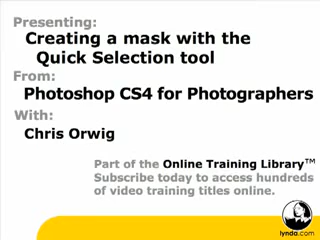 Presenting:
Creating a mask with the
Quick Selection tool
From:
Photoshop CS4 for Photographers
With:
Chris Orwig
Part of the Online Training Library™
Subscribe today to access hundreds
of video training titles online.
lynda.com